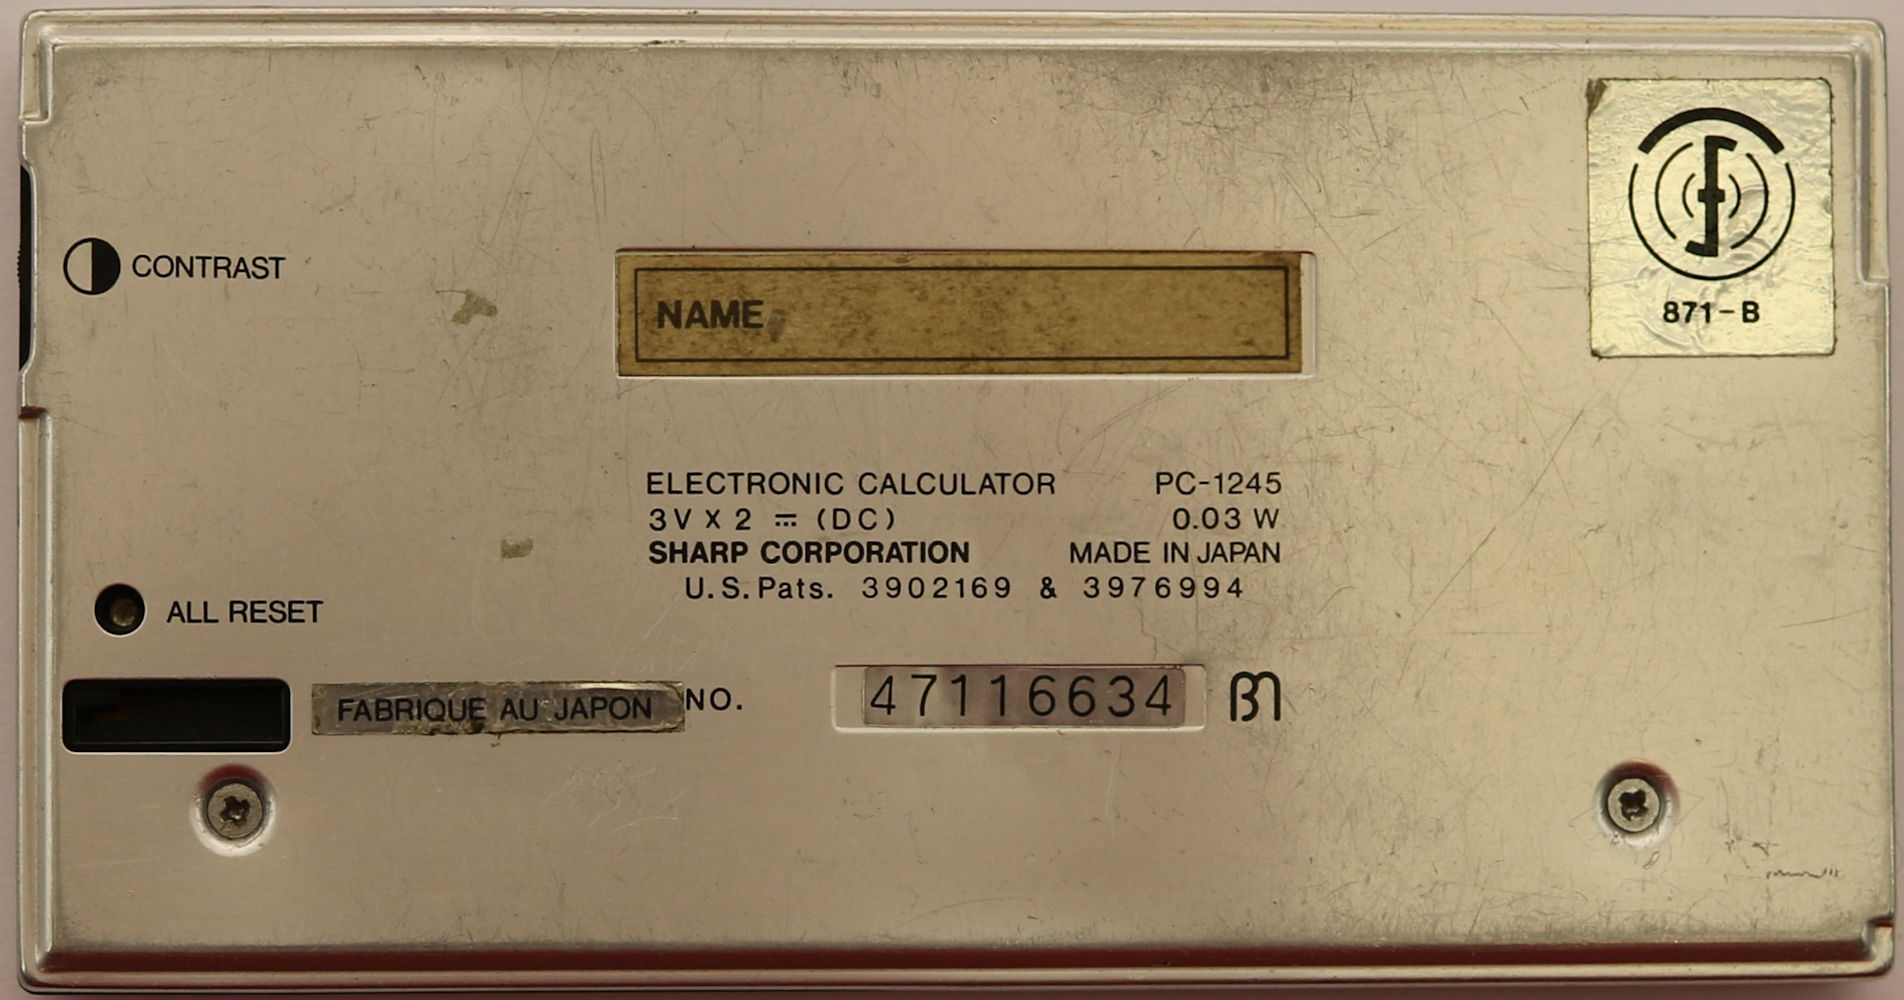 871-B
CONTRAST
NAME
ELECTRONIC CALCULATOR PC-1245
3V X 2 ⎓ (DC) 0.03 W
SHARP CORPORATION MADE IN JAPAN
U.S.Pats. 3902169 & 3976994
ALL RESET
FABRIQUE AU JAPON NO. 47116634